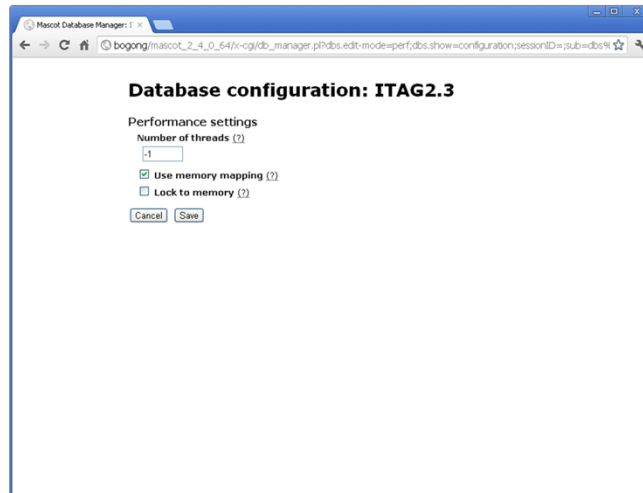 Mascot Database Manager: I
bogong/mascot_2_4_0_64/x-cgi/db_manager.pl?dbs.edit-mode=perf;dbs.show=configuration;sessionID=;sub=dbs%
Database configuration: ITAG2.3
Performance settings
Number of threads (?)
-1
Use memory mapping (?)
Lock to memory (?)
Cancel Save